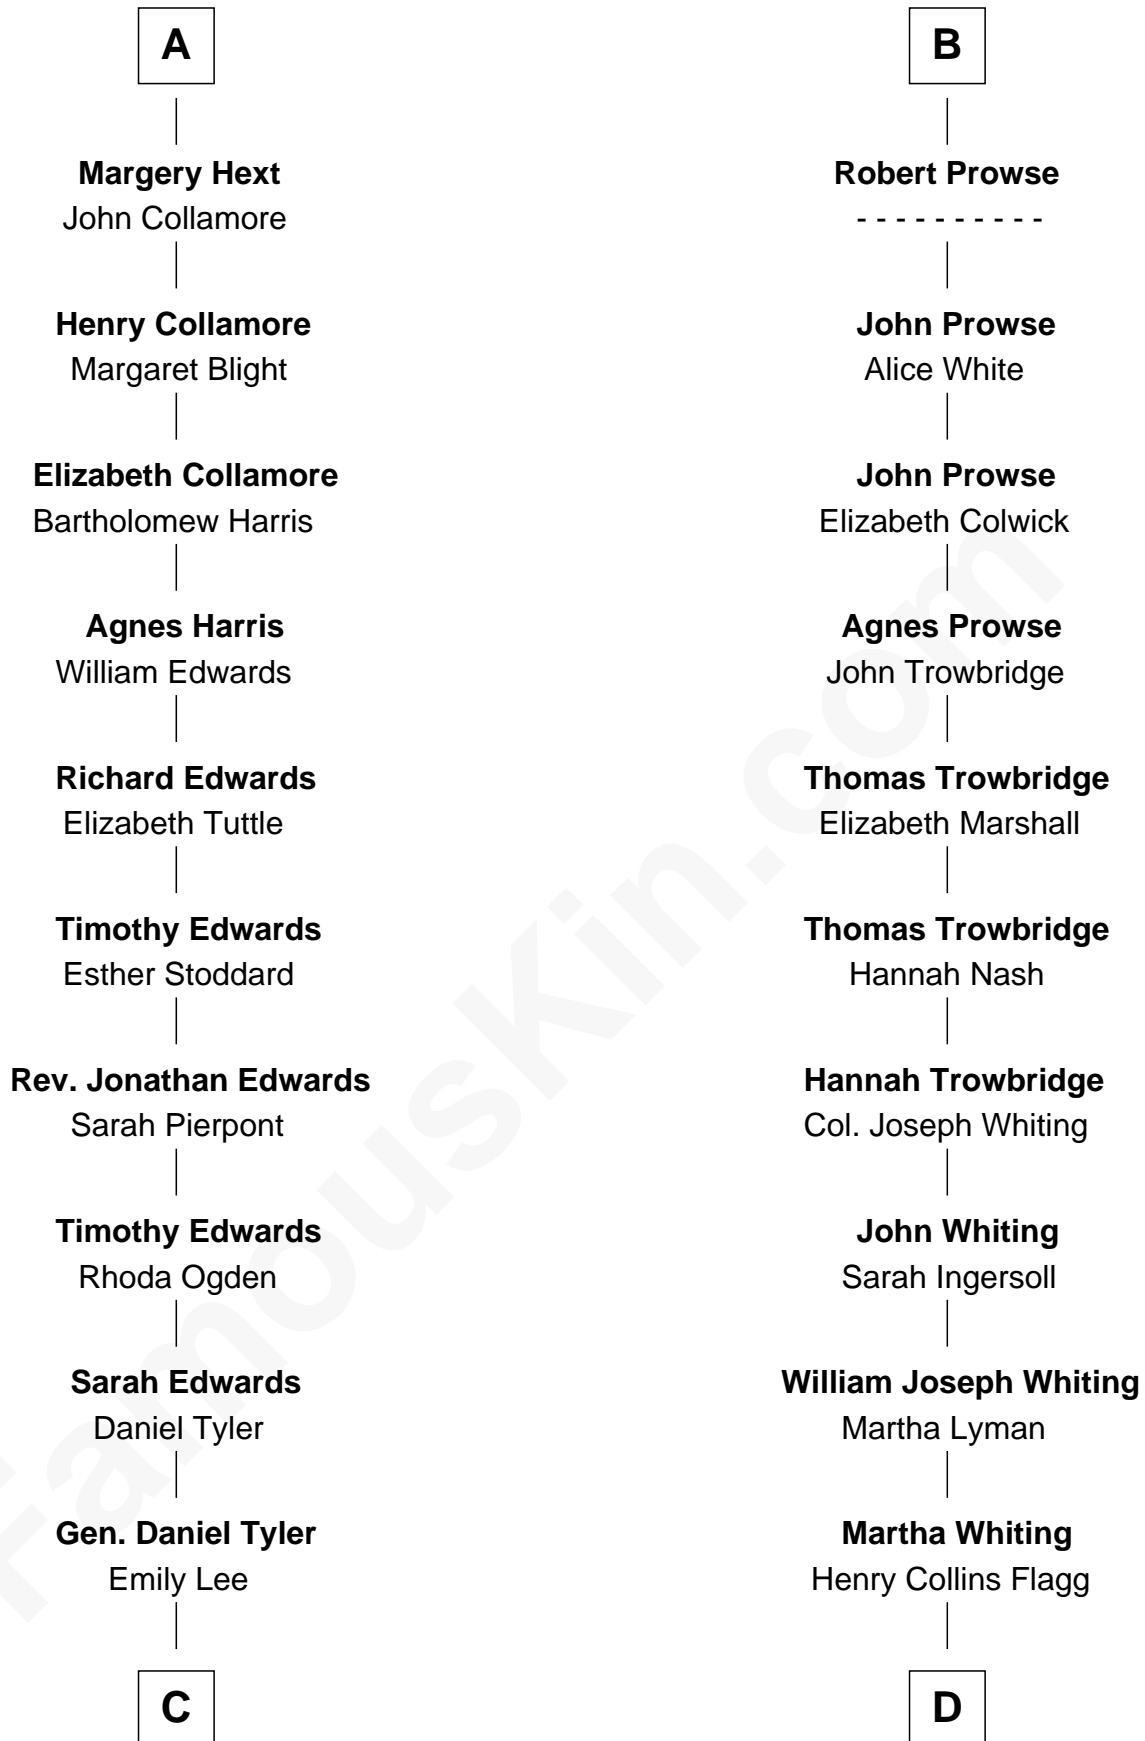 A
Margery Hext
John Collamore
Henry Collamore
Margaret Blight
Elizabeth Collamore
Bartholomew Harris
Agnes Harris
William Edwards
Richard Edwards
Elizabeth Tuttle
Timothy Edwards
Esther Stoddard
Rev. Jonathan Edwards
Sarah Pierpont
Timothy Edwards
Rhoda Ogden
Sarah Edwards
Daniel Tyler
Gen. Daniel Tyler
Emily Lee
C
B
Robert Prowse
- - - - - - - - - -
John Prowse
Alice White
John Prowse
Elizabeth Colwick
Agnes Prowse
John Trowbridge
Thomas Trowbridge
Elizabeth Marshall
Thomas Trowbridge
Hannah Nash
Hannah Trowbridge
Col. Joseph Whiting
John Whiting
Sarah Ingersoll
William Joseph Whiting
Martha Lyman
Martha Whiting
Henry Collins Flagg
D
FamousKin.com